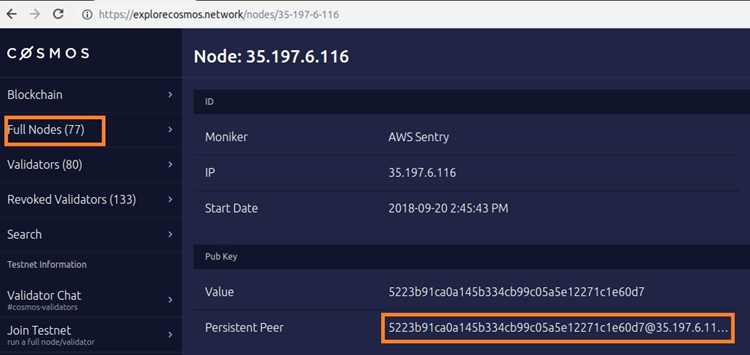 https://explorecosmos.network/nodes/35-197-6-116
CØSMOS
Node: 35.197.6.116
Blockchain
Full Nodes (77)
Validators (80)
Revoked Validators (133)
Search
Testnet Information
Validator Chat
#cosmos-validators
Join Testnet
run a full node/validator
ID
Moniker AWS Sentry
IP 35.197.6.116
Start Date 2018-09-20 2:45:43 PM
Pub Key
Value 5223b91ca0a145b334cb99c05a5e12271c1e60d7
Persistent Peer 5223b91ca0a145b334cb99c05a5e12271c1e60d7@35.197.6.11...